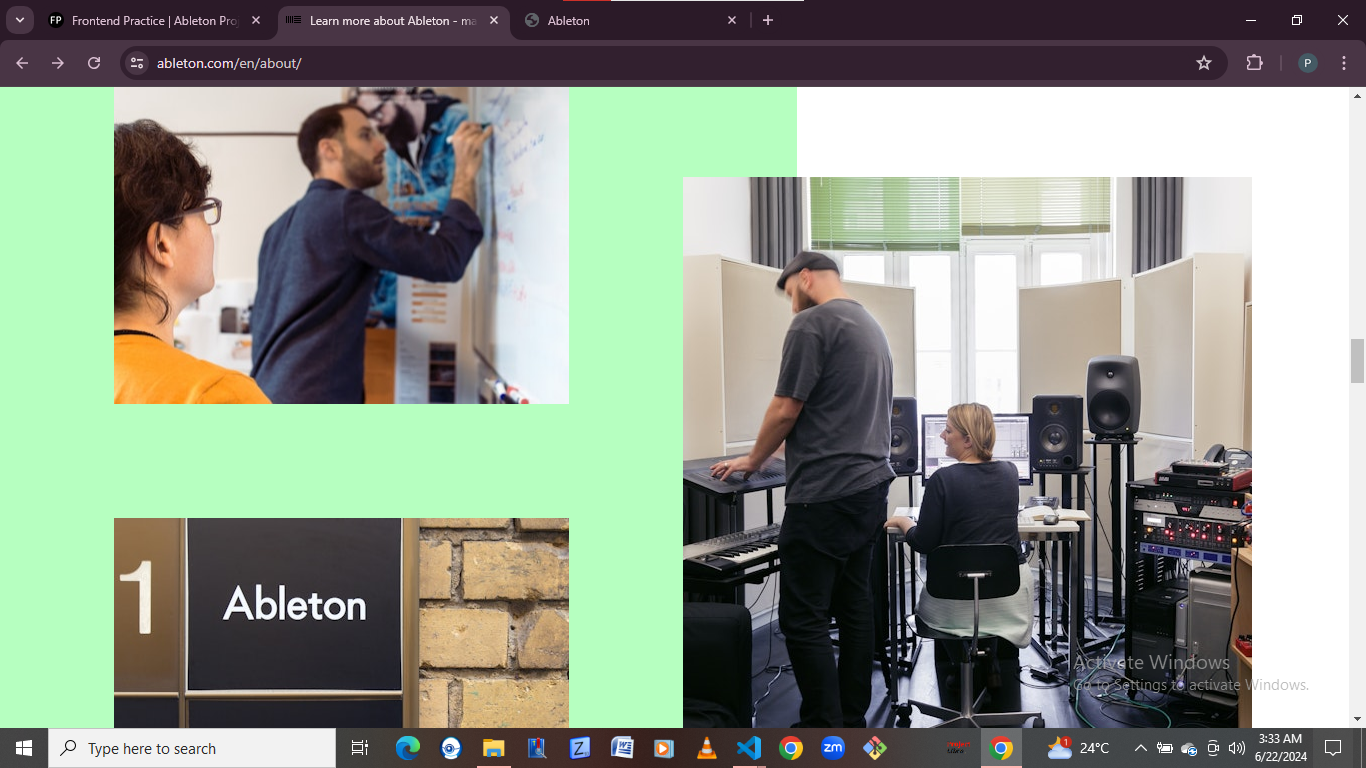 Frontend Practice | Ableton Pro
Learn more about Ableton - ma
Ableton
ableton.com/en/about/
P
1
Ableton
Activate Windows
Go to Settings to activate Windows.
Type here to search
24°C
3:33 AM
6/22/2024